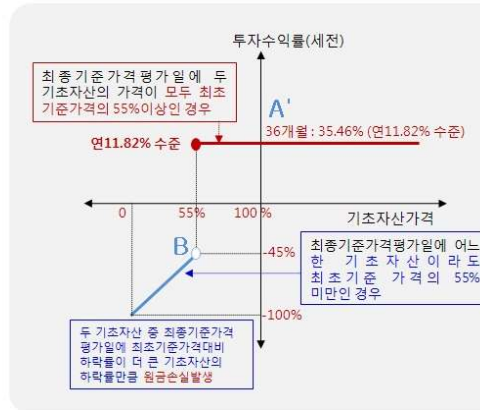 투자수익률(세전)
최종기준가격평가일에 두
기초자산의 가격이 모두 최초
기준가격의 55%이상인 경우
A'
36개월 : 35.46% (연11.82% 수준)
연11.82% 수준
0
55%
100 %
기초자산가격
B
-45%
최종기준가격평가일에 어느
한 기초자산이라도
최초기준 가격의 55%
미만인 경우
-100%
두 기초자산 중 최종기준가격
평가일에 최초기준가격대비
하락률이 더 큰 기초자산의
하락률만큼 원금손실발생